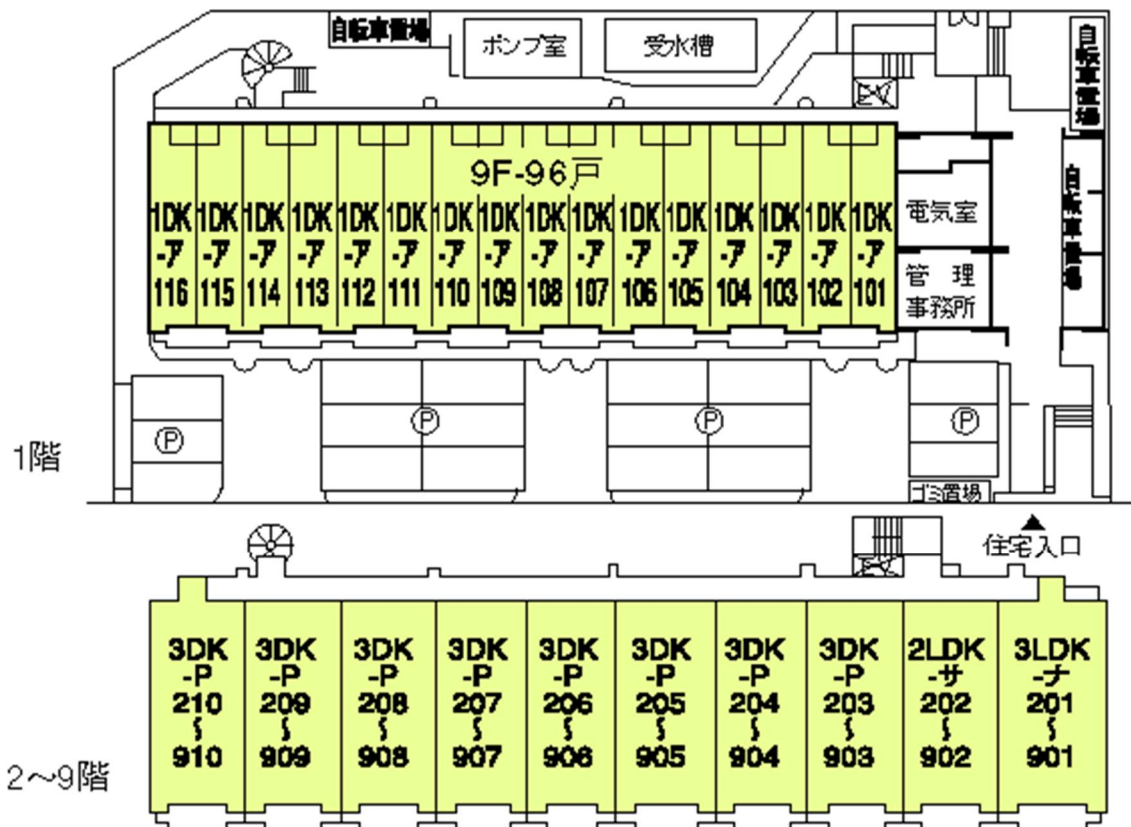 自転車置場
ポンプ室
受水槽
自転車置場
EV
9F-96戸
1DK
-ア
116
1DK
-ア
115
1DK
-ア
114
1DK
-ア
113
1DK
-ア
112
1DK
-ア
111
1DK
-ア
110
1DK
-ア
109
1DK
-ア
108
1DK
-ア
107
1DK
-ア
106
1DK
-ア
105
1DK
-ア
104
1DK
-ア
103
1DK
-ア
102
1DK
-ア
101
電気室
管理
事務所
自転車置場
P
P
P
P
1階
ゴミ置場
住宅入口
EV
3DK
-P
210
~
910
3DK
-P
209
~
909
3DK
-P
208
~
908
3DK
-P
207
~
907
3DK
-P
206
~
906
3DK
-P
205
~
905
3DK
-P
204
~
904
3DK
-P
203
~
903
2LDK
-サ
202
~
902
3LDK
-ナ
201
~
901
2~9階